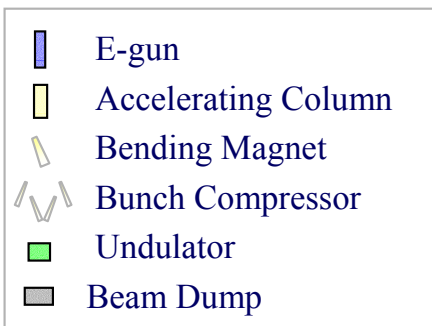 E-gun
Accelerating Column
Bending Magnet
Bunch Compressor
Undulator
Beam Dump